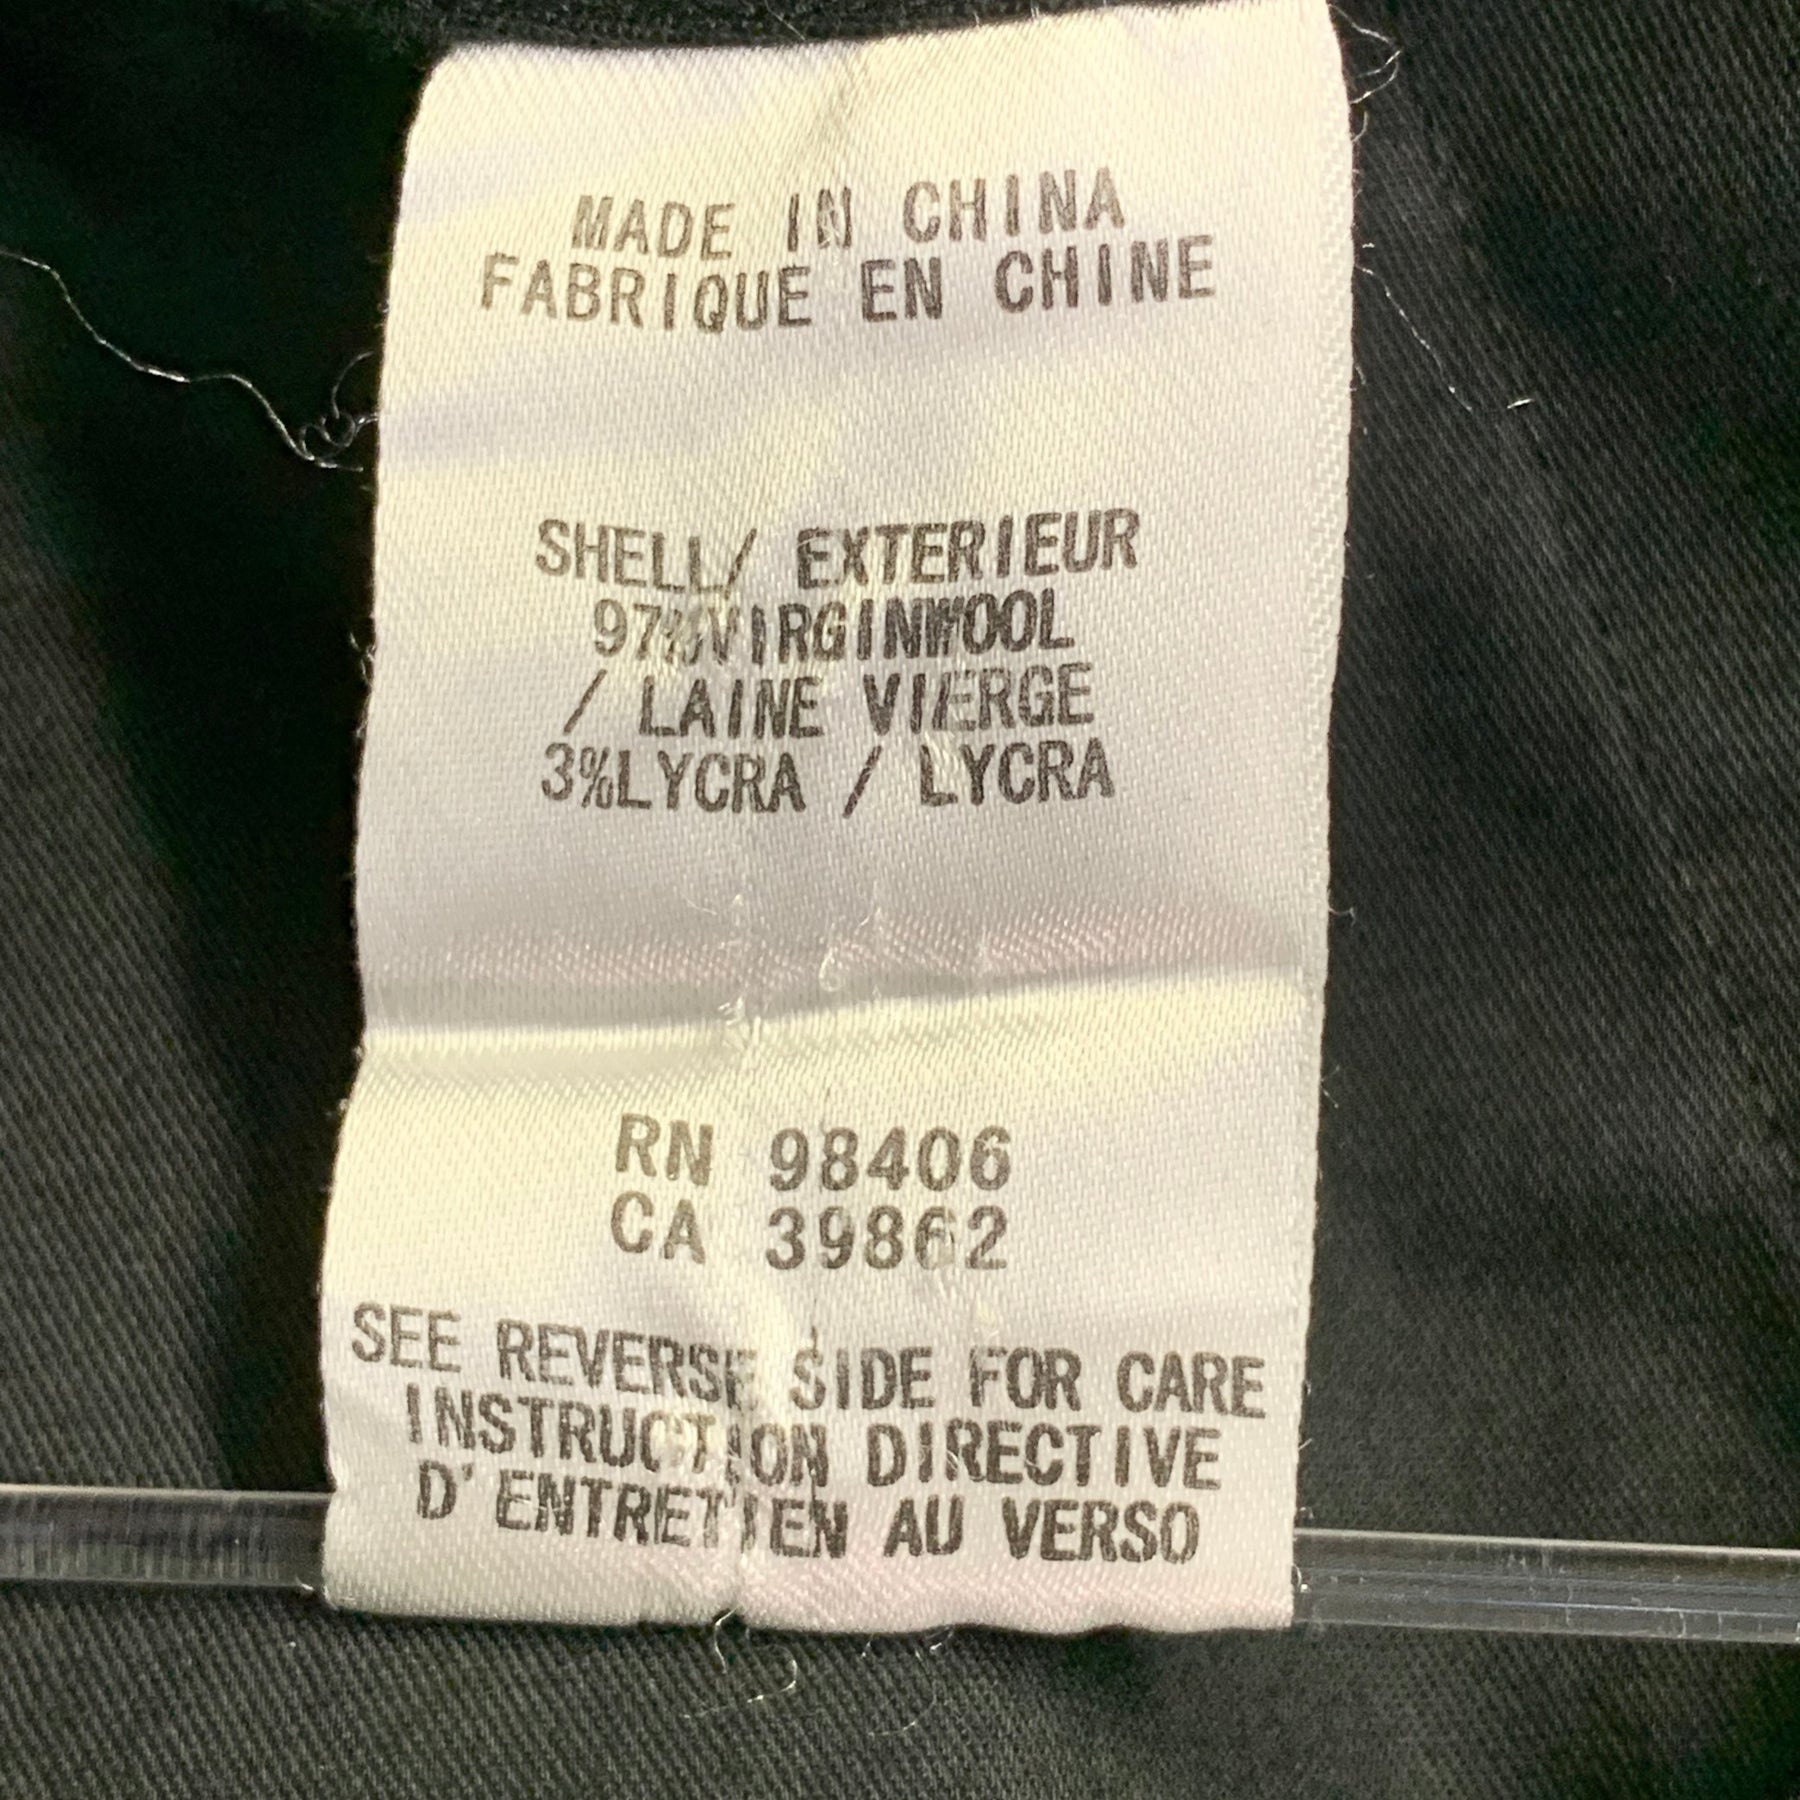 MADE IN CHINA
FABRIQUE EN CHINE
SHELL/ EXTERIEUR
97%VIRGINWOOL
/ LAINE VIERGE
3%LYCRA / LYCRA
RN 98406
CA 39862
SEE REVERSE SIDE FOR CARE
INSTRUCTION DIRECTIVE
D'ENTRETIEN AU VERSO